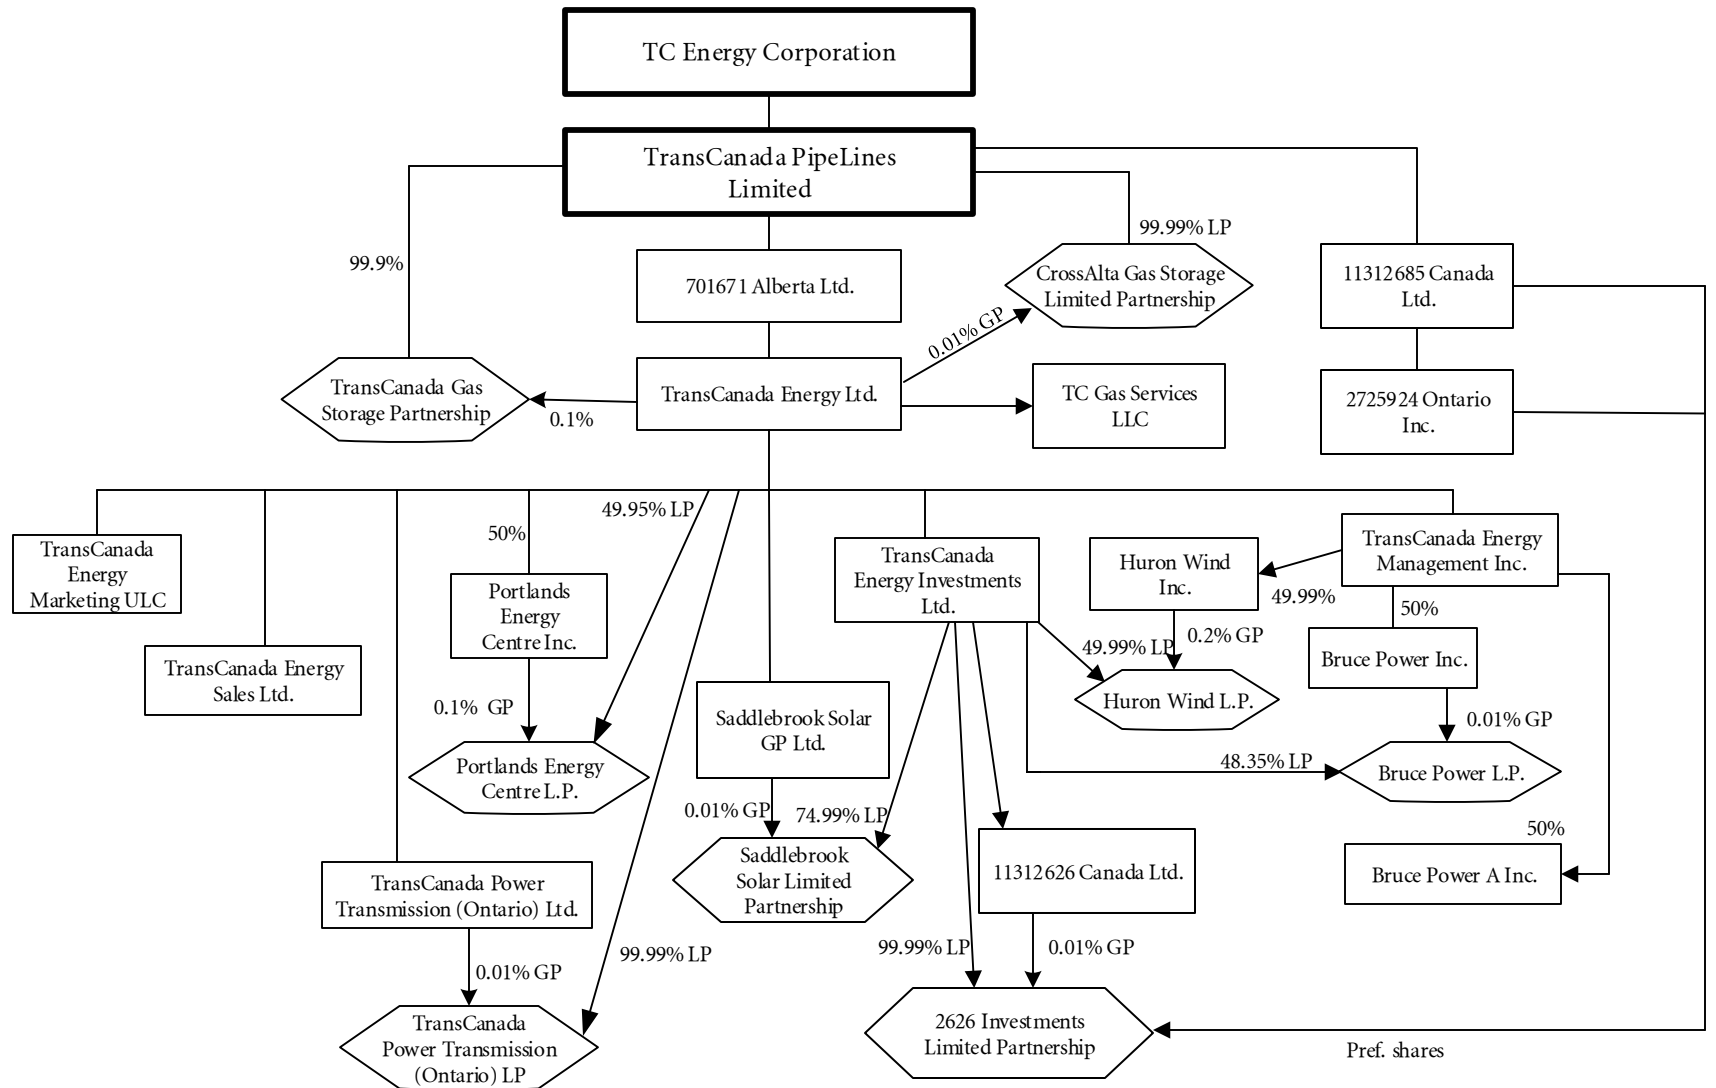 TC Energy Corporation
TransCanada PipeLines
Limited
99.99% LP
99.9%
701671 Alberta Ltd.
CrossAlta Gas Storage
Limited Partnership
11312685 Canada
Ltd.
0.01% GP
TransCanada Gas
Storage Partnership
0.1%
TransCanada Energy Ltd.
TC Gas Services
LLC
2725924 Ontario
Inc.
49.95% LP
50%
TransCanada
Energy
Marketing ULC
Portlands
Energy
Centre Inc.
TransCanada
Energy Investments
Ltd.
Huron Wind
Inc.
TransCanada Energy
Management Inc.
49.99%
50%
TransCanada Energy
Sales Ltd.
49.99% LP
0.2% GP
Bruce Power Inc.
0.1% GP
Saddlebrook Solar
GP Ltd.
Huron Wind L.P.
0.01% GP
Portlands Energy
Centre L.P.
48.35% LP
Bruce Power L.P.
0.01% GP
74.99% LP
50%
Saddlebrook
Solar Limited
Partnership
11312626 Canada Ltd.
Bruce Power A Inc.
TransCanada Power
Transmission (Ontario) Ltd.
99.99% LP
99.99% LP
0.01% GP
0.01% GP
TransCanada
Power Transmission
(Ontario) LP
2626 Investments
Limited Partnership
Pref. shares